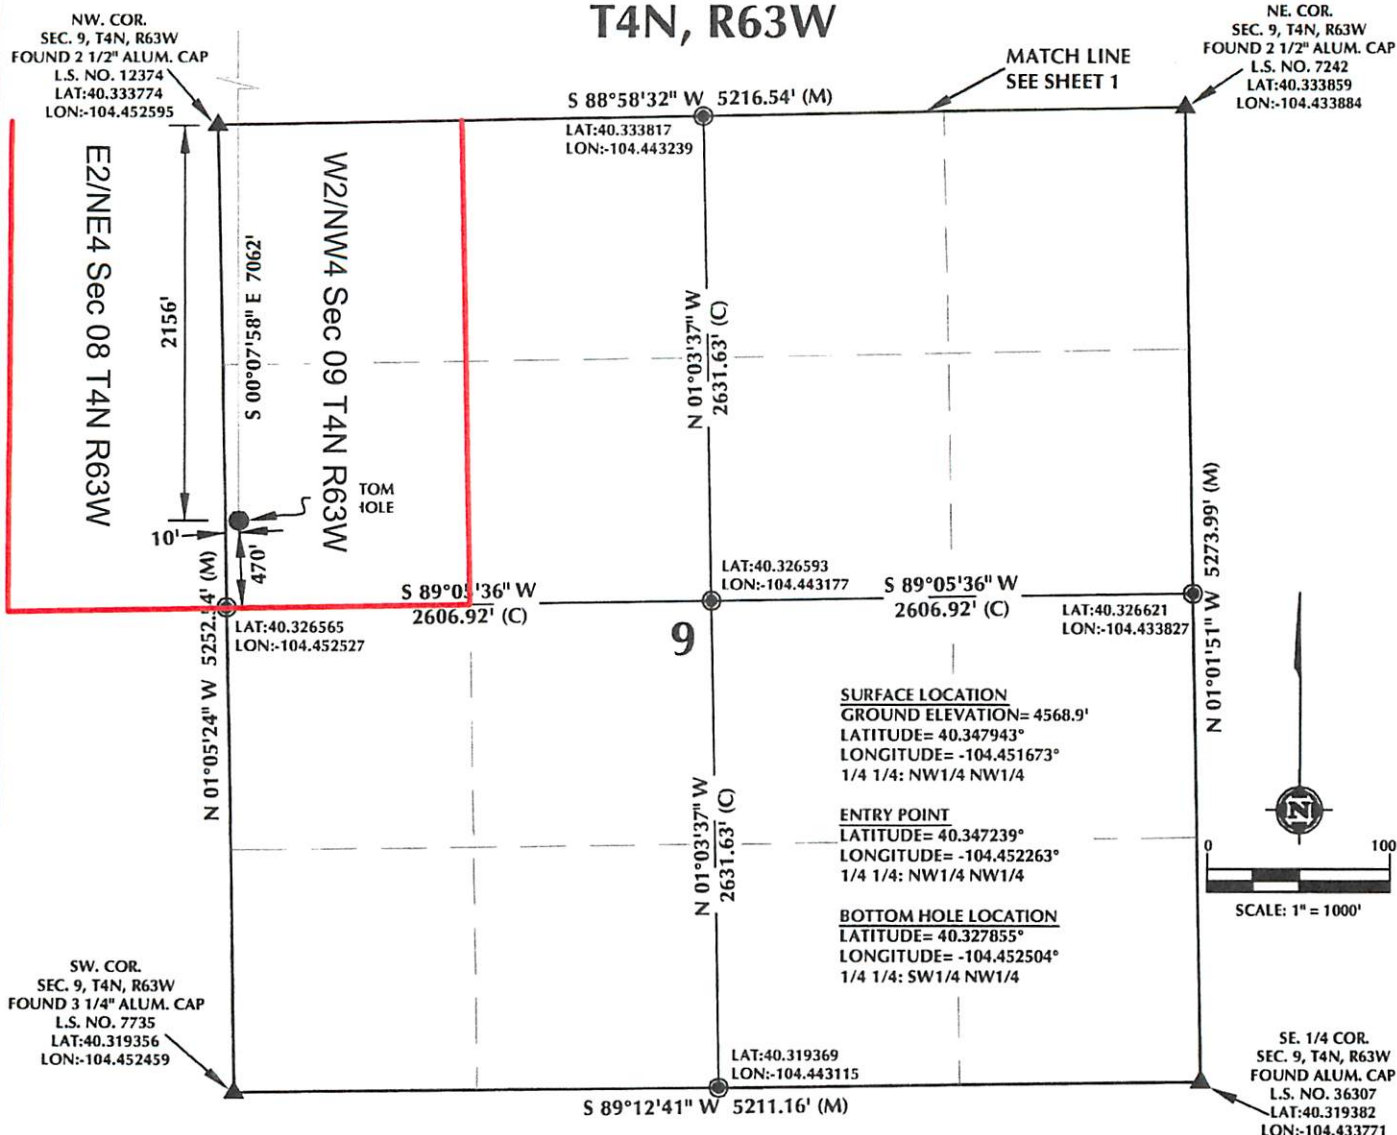 T4N, R63W
NW. COR.
SEC. 9, T4N, R63W
FOUND 2 1/2" ALUM. CAP
L.S. NO. 12374
LAT:40.333774
LON:-104.452595
NE. COR.
SEC. 9, T4N, R63W
FOUND 2 1/2" ALUM. CAP
L.S. NO. 7242
LAT:40.333859
LON:-104.433884
MATCH LINE
SEE SHEET 1
S 88°58'32" W 5216.54' (M)
LAT:40.333817
LON:-104.443239
E2/NE4 Sec 08 T4N R63W
2156'
S 00°07'58" E 7062'
W2/NW4 Sec 09 T4N R63W
N 01°03'37" W
2631.63' (C)
TOM
HOLE
10'
470'
N 01°05'24" W 5252.54' (M)
S 89°05'36" W
2606.92' (C)
LAT:40.326565
LON:-104.452527
LAT:40.326593
LON:-104.443177
S 89°05'36" W
2606.92' (C)
LAT:40.326621
LON:-104.433827
N 01°01'51" W 5273.99' (M)
9
SURFACE LOCATION
GROUND ELEVATION= 4568.9'
LATITUDE= 40.347943°
LONGITUDE= -104.451673°
1/4 1/4: NW1/4 NW1/4
ENTRY POINT
LATITUDE= 40.347239°
LONGITUDE= -104.452263°
1/4 1/4: NW1/4 NW1/4
BOTTOM HOLE LOCATION
LATITUDE= 40.327855°
LONGITUDE= -104.452504°
1/4 1/4: SW1/4 NW1/4
N 01°03'37" W
2631.63' (C)
N
0 100
SCALE: 1" = 1000'
SW. COR.
SEC. 9, T4N, R63W
FOUND 3 1/4" ALUM. CAP
L.S. NO. 7735
LAT:40.319356
LON:-104.452459
LAT:40.319369
LON:-104.443115
S 89°12'41" W 5211.16' (M)
SE. 1/4 COR.
SEC. 9, T4N, R63W
FOUND ALUM. CAP
L.S. NO. 36307
LAT:40.319382
LON:-104.433771